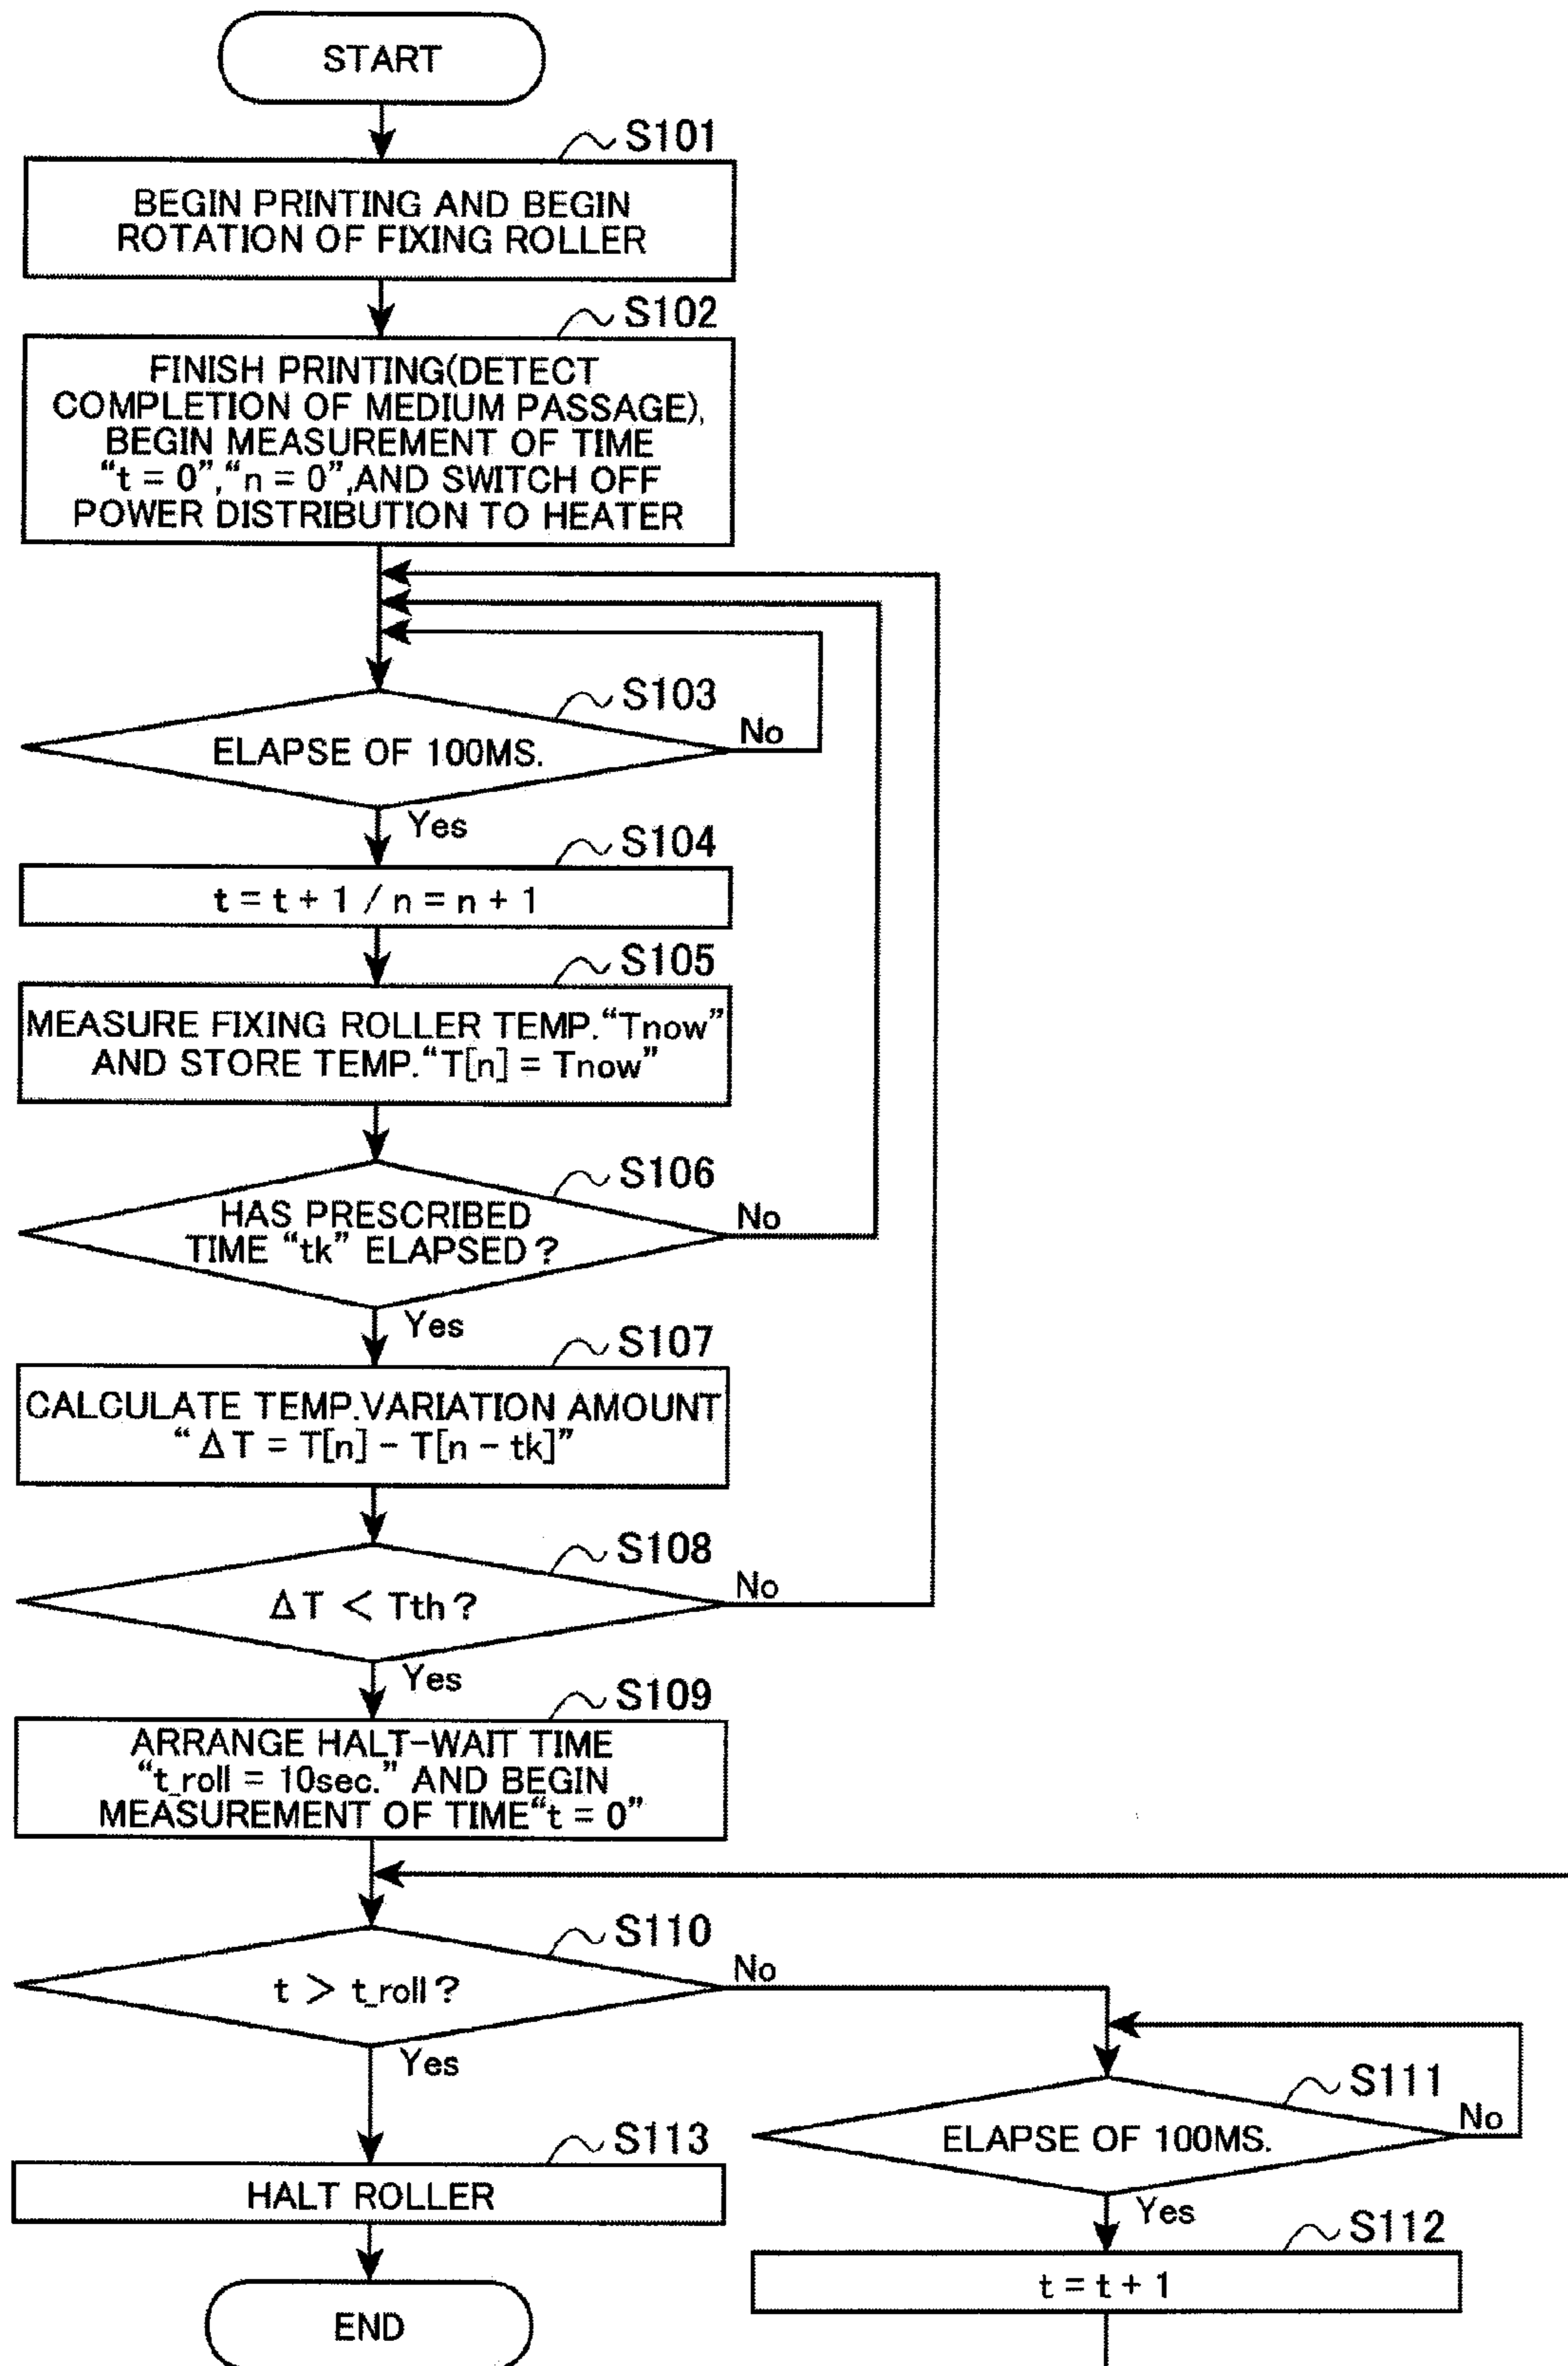 START
S101
BEGIN PRINTING AND BEGIN
ROTATION OF FIXING ROLLER
S102
FINISH PRINTING(DETECT
COMPLETION OF MEDIUM PASSAGE),
BEGIN MEASUREMENT OF TIME
“t = 0”,“n = 0”,AND SWITCH OFF
POWER DISTRIBUTION TO HEATER
S103
ELAPSE OF 100MS.
No
Yes
S104
t = t + 1 / n = n + 1
S105
MEASURE FIXING ROLLER TEMP.“Tnow”
AND STORE TEMP.“T[n] = Tnow”
S106
HAS PRESCRIBED
TIME “tk” ELAPSED ?
No
Yes
S107
CALCULATE TEMP.VARIATION AMOUNT
“ΔT = T[n] - T[n - tk]”
S108
ΔT < Tth ?
No
Yes
S109
ARRANGE HALT-WAIT TIME
“t_roll = 10sec.” AND BEGIN
MEASUREMENT OF TIME“t = 0”
S110
t > t_roll ?
No
Yes
S111
ELAPSE OF 100MS.
No
Yes
S112
t = t + 1
S113
HALT ROLLER
END